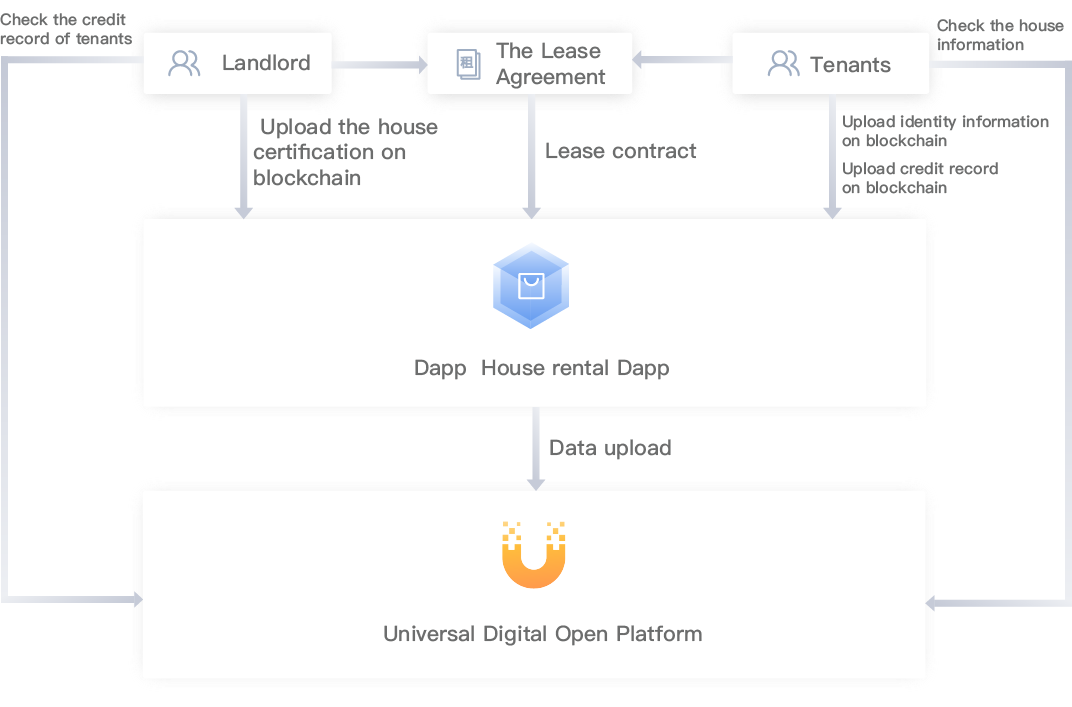 Check the credit
record of tenants
Landlord
租
The Lease
Agreement
Tenants
Check the house
information
Upload the house
certification on
blockchain
Lease contract
Upload identity information
on blockchain
Upload credit record
on blockchain
Dapp  House rental Dapp
Data upload
Universal Digital Open Platform